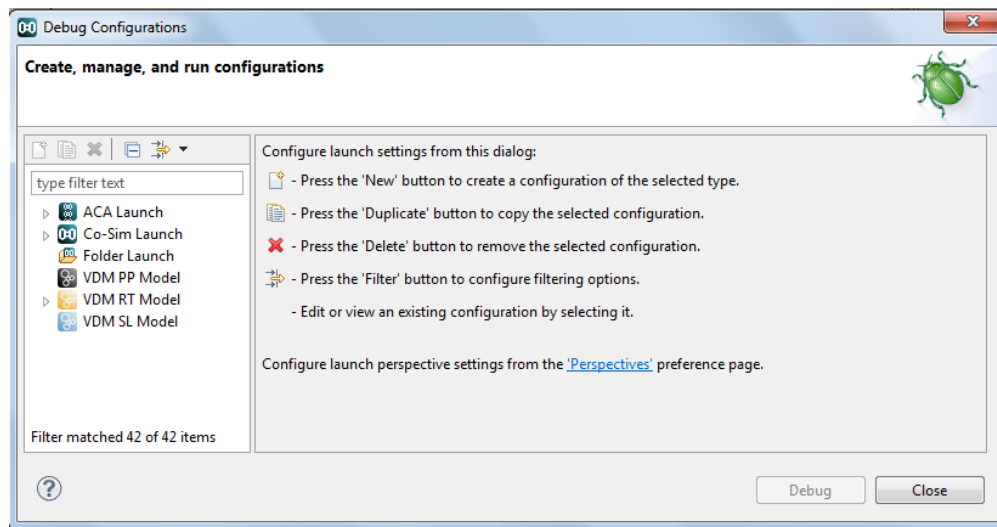 Debug Configurations
Create, manage, and run configurations
type filter text
ACA Launch
Co-Sim Launch
Folder Launch
VDM PP Model
VDM RT Model
VDM SL Model
Filter matched 42 of 42 items
Configure launch settings from this dialog:
- Press the 'New' button to create a configuration of the selected type.
- Press the 'Duplicate' button to copy the selected configuration.
- Press the 'Delete' button to remove the selected configuration.
- Press the 'Filter' button to configure filtering options.
- Edit or view an existing configuration by selecting it.
Configure launch perspective settings from the 'Perspectives' preference page.
Debug
Close